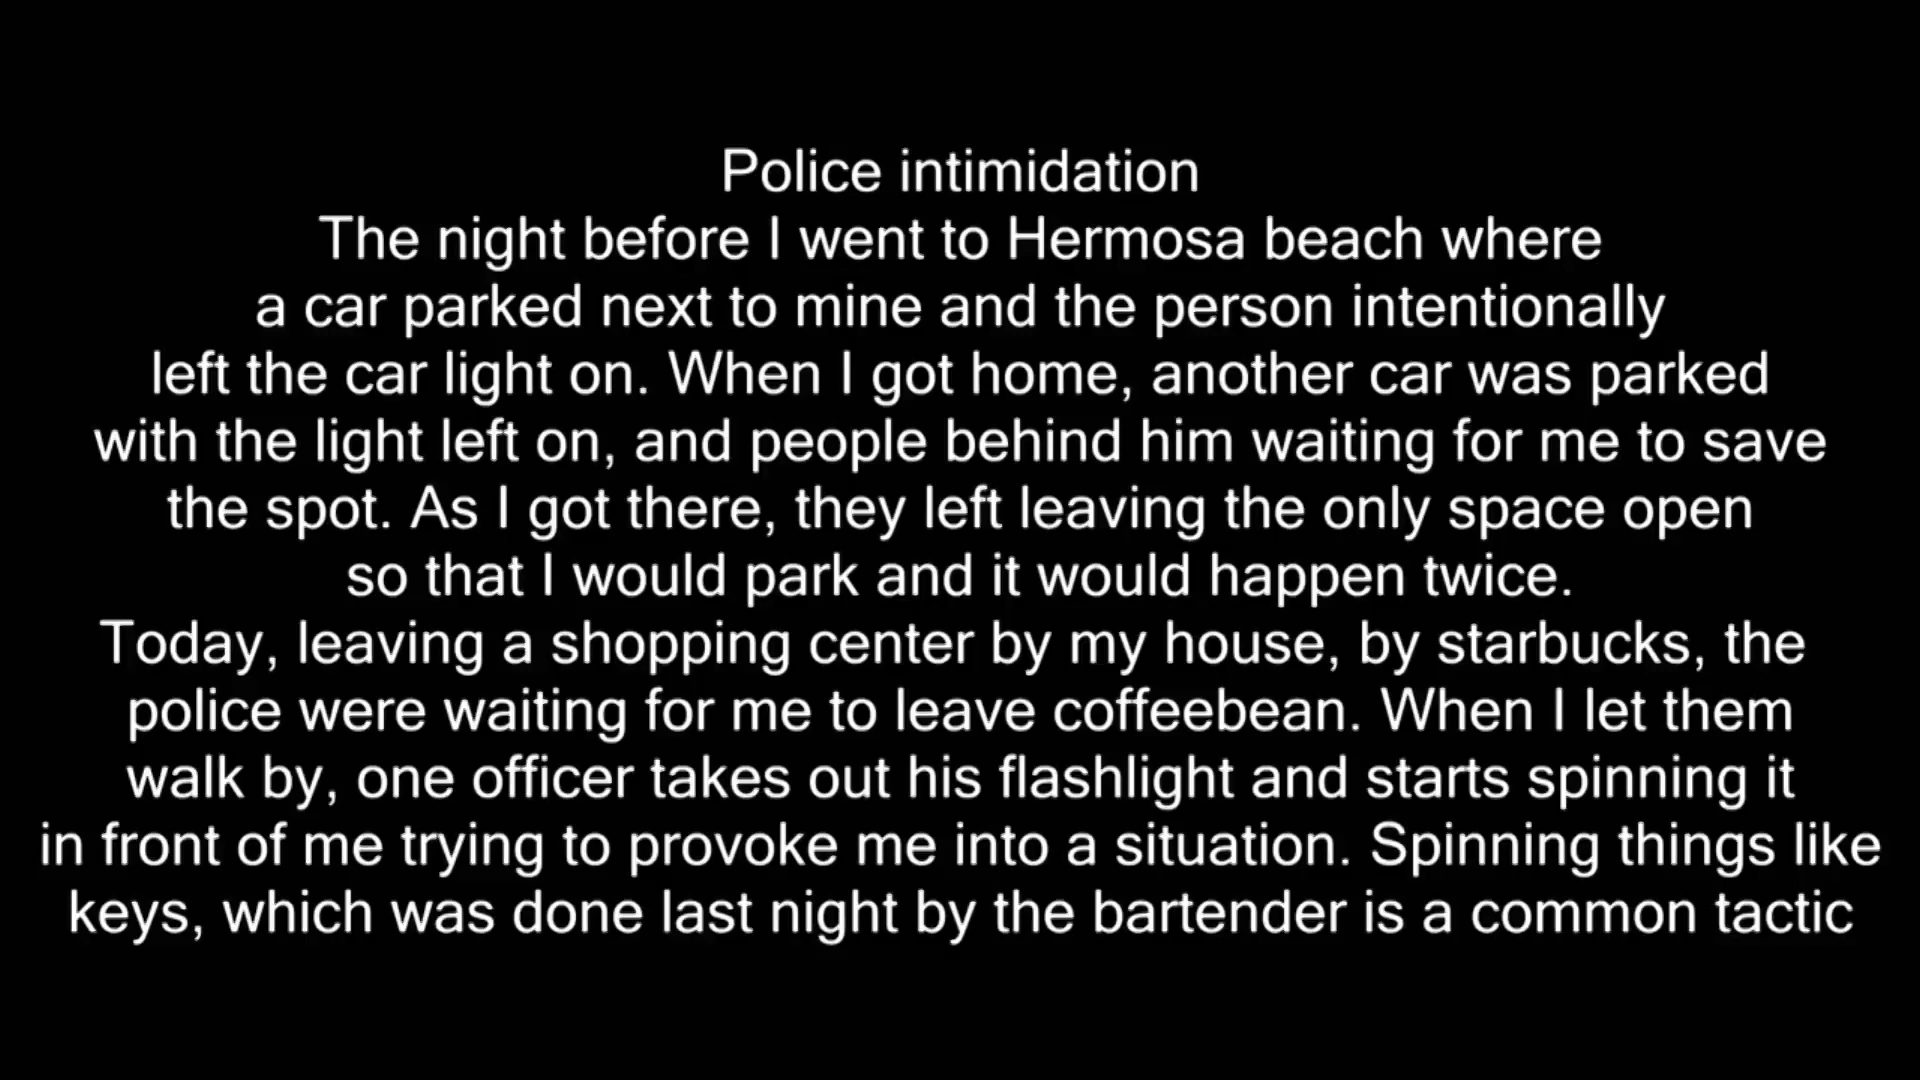 Police intimidation
The night before I went to Hermosa beach where
a car parked next to mine and the person intentionally
left the car light on. When I got home, another car was parked
with the light left on, and people behind him waiting for me to save
the spot. As I got there, they left leaving the only space open
so that I would park and it would happen twice.
Today, leaving a shopping center by my house, by starbucks, the
police were waiting for me to leave coffeebean. When I let them
walk by, one officer takes out his flashlight and starts spinning it
in front of me trying to provoke me into a situation. Spinning things like
keys, which was done last night by the bartender is a common tactic